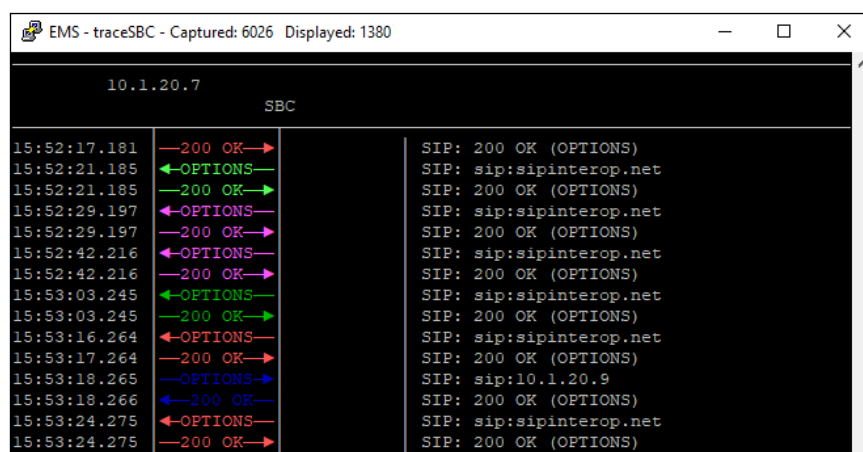 EMS - traceSBC - Captured: 6026 Displayed: 1380
10.1.20.7
SBC
15:52:17.181 200 OK SIP: 200 OK (OPTIONS)
15:52:21.185 OPTIONS SIP: sip:sipinterop.net
15:52:21.185 200 OK SIP: 200 OK (OPTIONS)
15:52:29.197 OPTIONS SIP: sip:sipinterop.net
15:52:29.197 200 OK SIP: 200 OK (OPTIONS)
15:52:42.216 OPTIONS SIP: sip:sipinterop.net
15:52:42.216 200 OK SIP: 200 OK (OPTIONS)
15:53:03.245 OPTIONS SIP: sip:sipinterop.net
15:53:03.245 200 OK SIP: 200 OK (OPTIONS)
15:53:16.264 OPTIONS SIP: sip:sipinterop.net
15:53:17.264 200 OK SIP: 200 OK (OPTIONS)
15:53:18.265 OPTIONS SIP: sip:10.1.20.9
15:53:18.266 200 OK SIP: 200 OK (OPTIONS)
15:53:24.275 OPTIONS SIP: sip:sipinterop.net
15:53:24.275 200 OK SIP: 200 OK (OPTIONS)